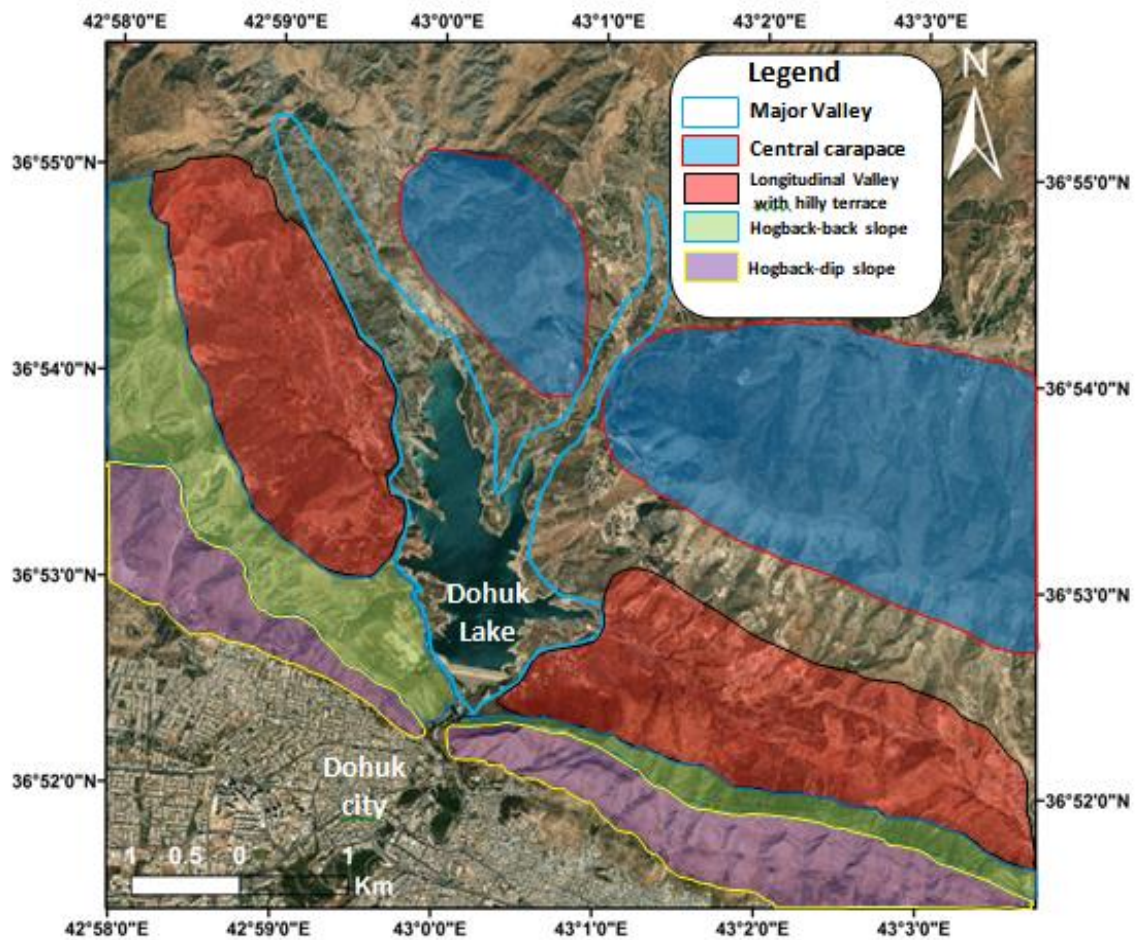 42°58'0"E 42°59'0"E 43°0'0"E 43°1'0"E 43°2'0"E 43°3'0"E
Legend
N
Major Valley
Central carapace
Longitudinal Valley
with hilly terrace
Hogback-back slope
Hogback-dip slope
36°55'0"N
36°55'0"N
36°54'0"N
36°54'0"N
36°53'0"N
36°53'0"N
Dohuk
Lake
36°52'0"N
36°52'0"N
Dohuk
city
1 0.5 0 1
Km
42°58'0"E 42°59'0"E 43°0'0"E 43°1'0"E 43°2'0"E 43°3'0"E